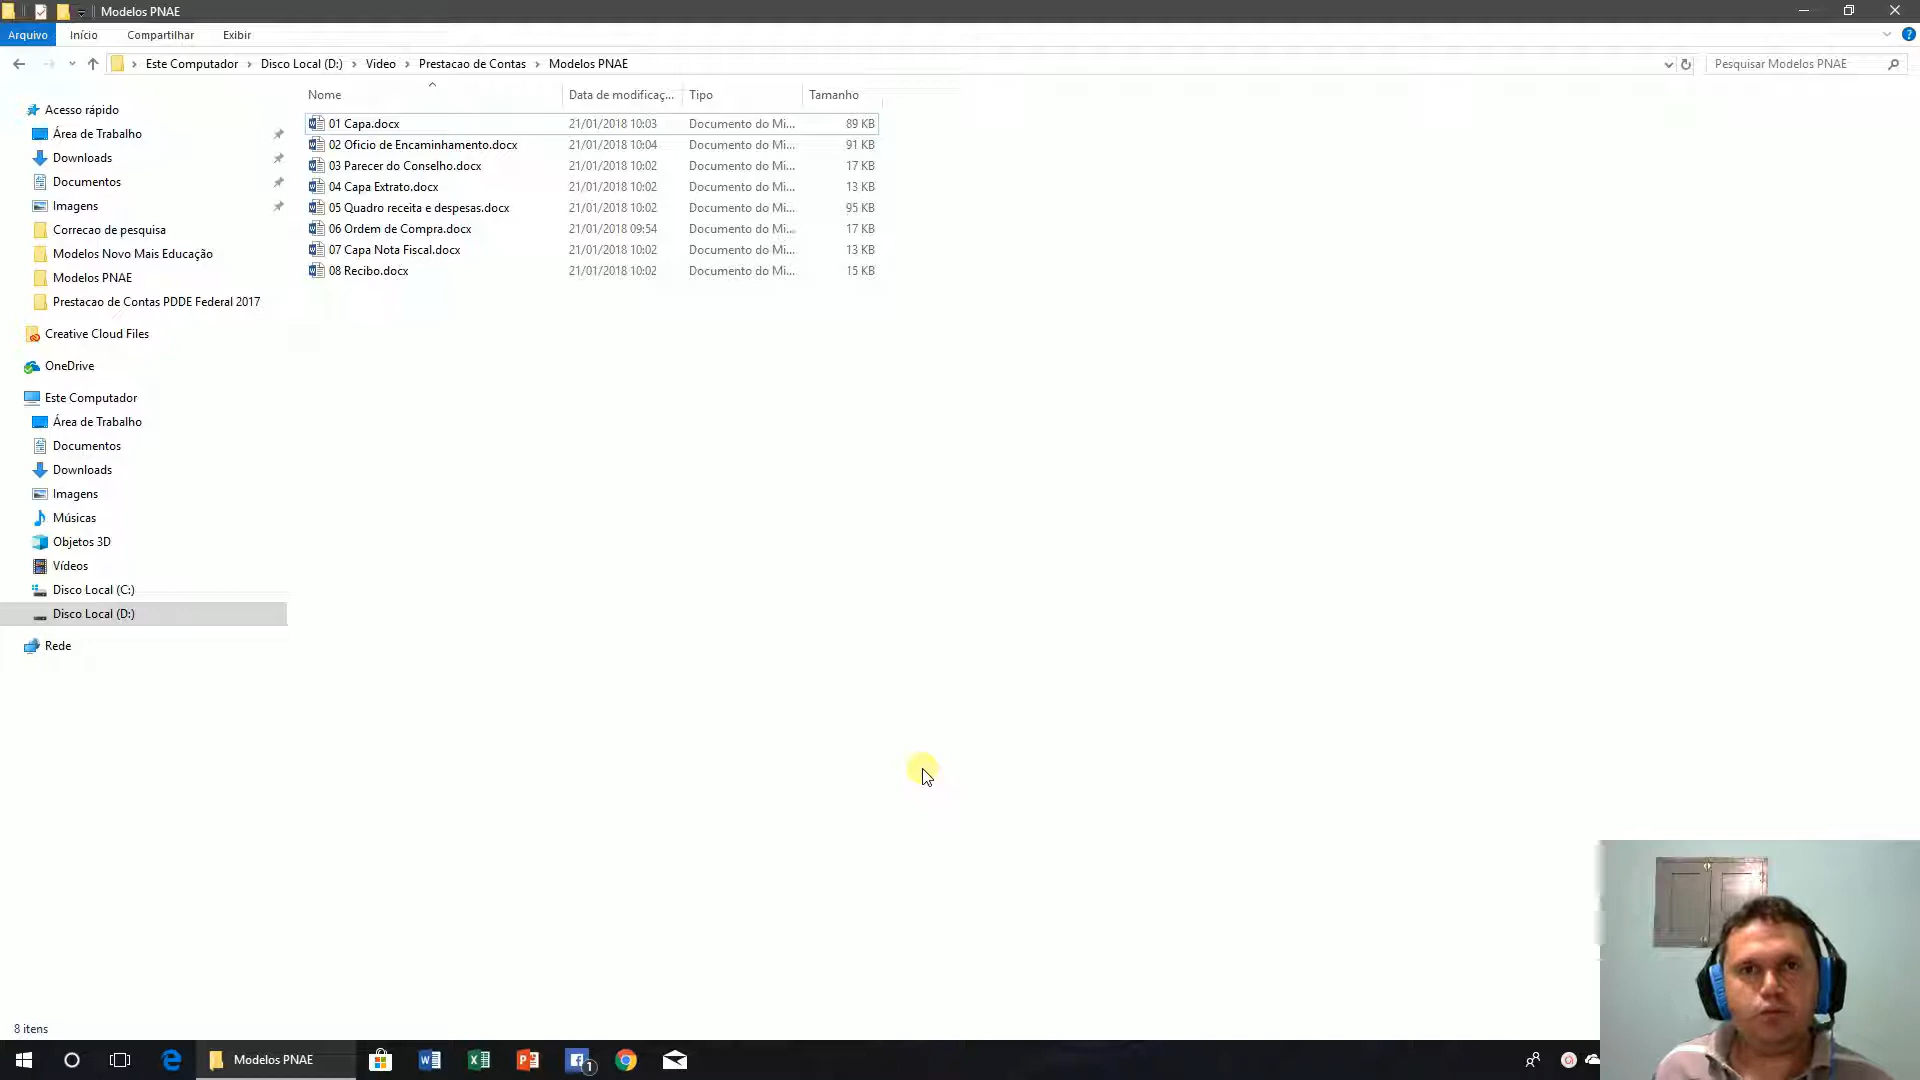 Modelos PNAE
Arquivo Início Compartilhar Exibir
Este Computador Disco Local (D:) Video Prestacao de Contas Modelos PNAE
Pesquisar Modelos PNAE
Nome Data de modificaç... Tipo Tamanho
01 Capa.docx 21/01/2018 10:03 Documento do Mi... 89 KB
02 Oficio de Encaminhamento.docx 21/01/2018 10:04 Documento do Mi... 91 KB
03 Parecer do Conselho.docx 21/01/2018 10:02 Documento do Mi... 17 KB
04 Capa Extrato.docx 21/01/2018 10:02 Documento do Mi... 13 KB
05 Quadro receita e despesas.docx 21/01/2018 10:02 Documento do Mi... 95 KB
06 Ordem de Compra.docx 21/01/2018 09:54 Documento do Mi... 17 KB
07 Capa Nota Fiscal.docx 21/01/2018 10:02 Documento do Mi... 13 KB
08 Recibo.docx 21/01/2018 10:02 Documento do Mi... 15 KB
Acesso rápido
Área de Trabalho
Downloads
Documentos
Imagens
Correcao de pesquisa
Modelos Novo Mais Educação
Modelos PNAE
Prestacao de Contas PDDE Federal 2017
Creative Cloud Files
OneDrive
Este Computador
Área de Trabalho
Documentos
Downloads
Imagens
Músicas
Objetos 3D
Vídeos
Disco Local (C:)
Disco Local (D:)
Rede
8 itens
Modelos PNAE
1